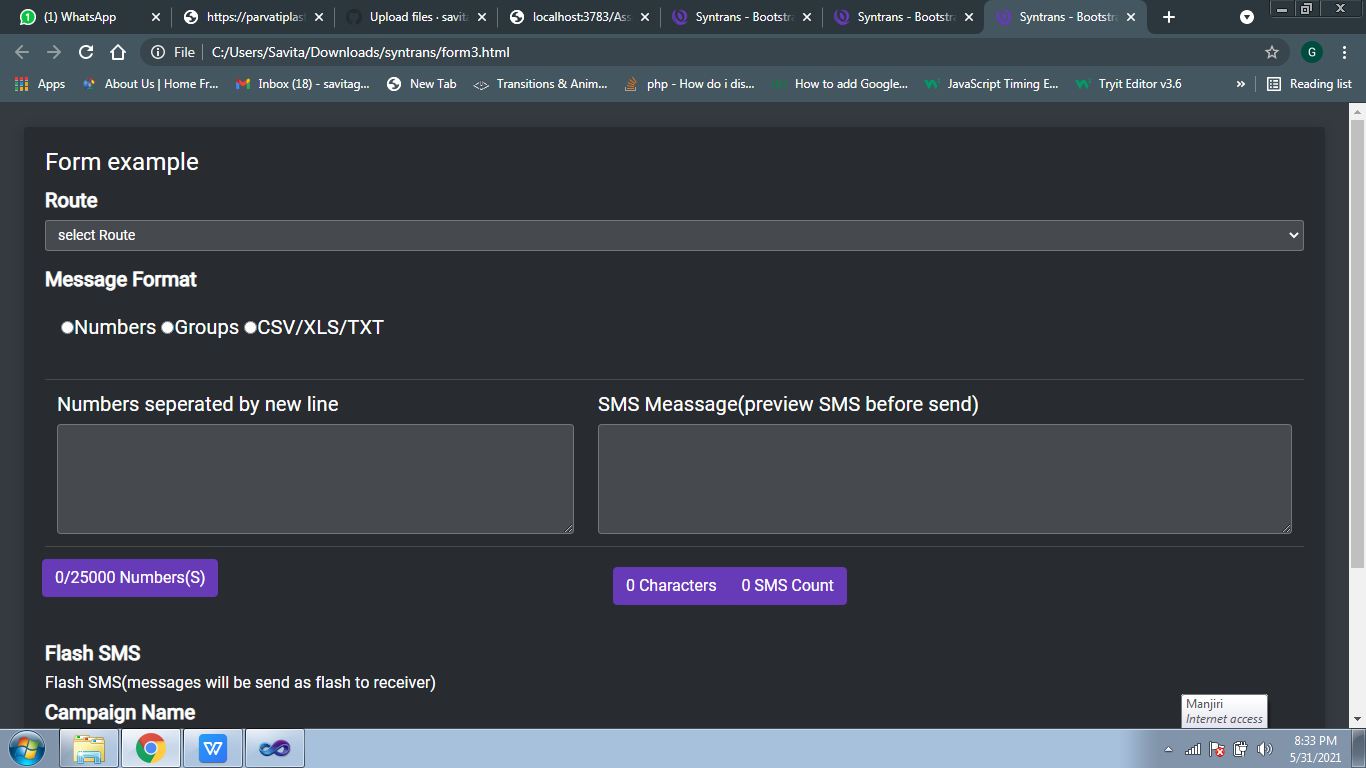 (1) WhatsApp
https://parvatiplas
Upload files · savita
localhost:3783/Ass
Syntrans - Bootstra
Syntrans - Bootstra
Syntrans - Bootstra
File
C:/Users/Savita/Downloads/syntrans/form3.html
G
Apps
About Us | Home Fr...
Inbox (18) - savitag...
New Tab
Transitions & Anim...
php - How do i dis...
How to add Google...
JavaScript Timing E...
Tryit Editor v3.6
»
Reading list
Form example
Route
select Route
Message Format
Numbers Groups CSV/XLS/TXT
Numbers seperated by new line
SMS Meassage(preview SMS before send)
0/25000 Numbers(S)
0 Characters 0 SMS Count
Flash SMS
Flash SMS(messages will be send as flash to receiver)
Campaign Name
Manjiri
Internet access
8:33 PM
5/31/2021